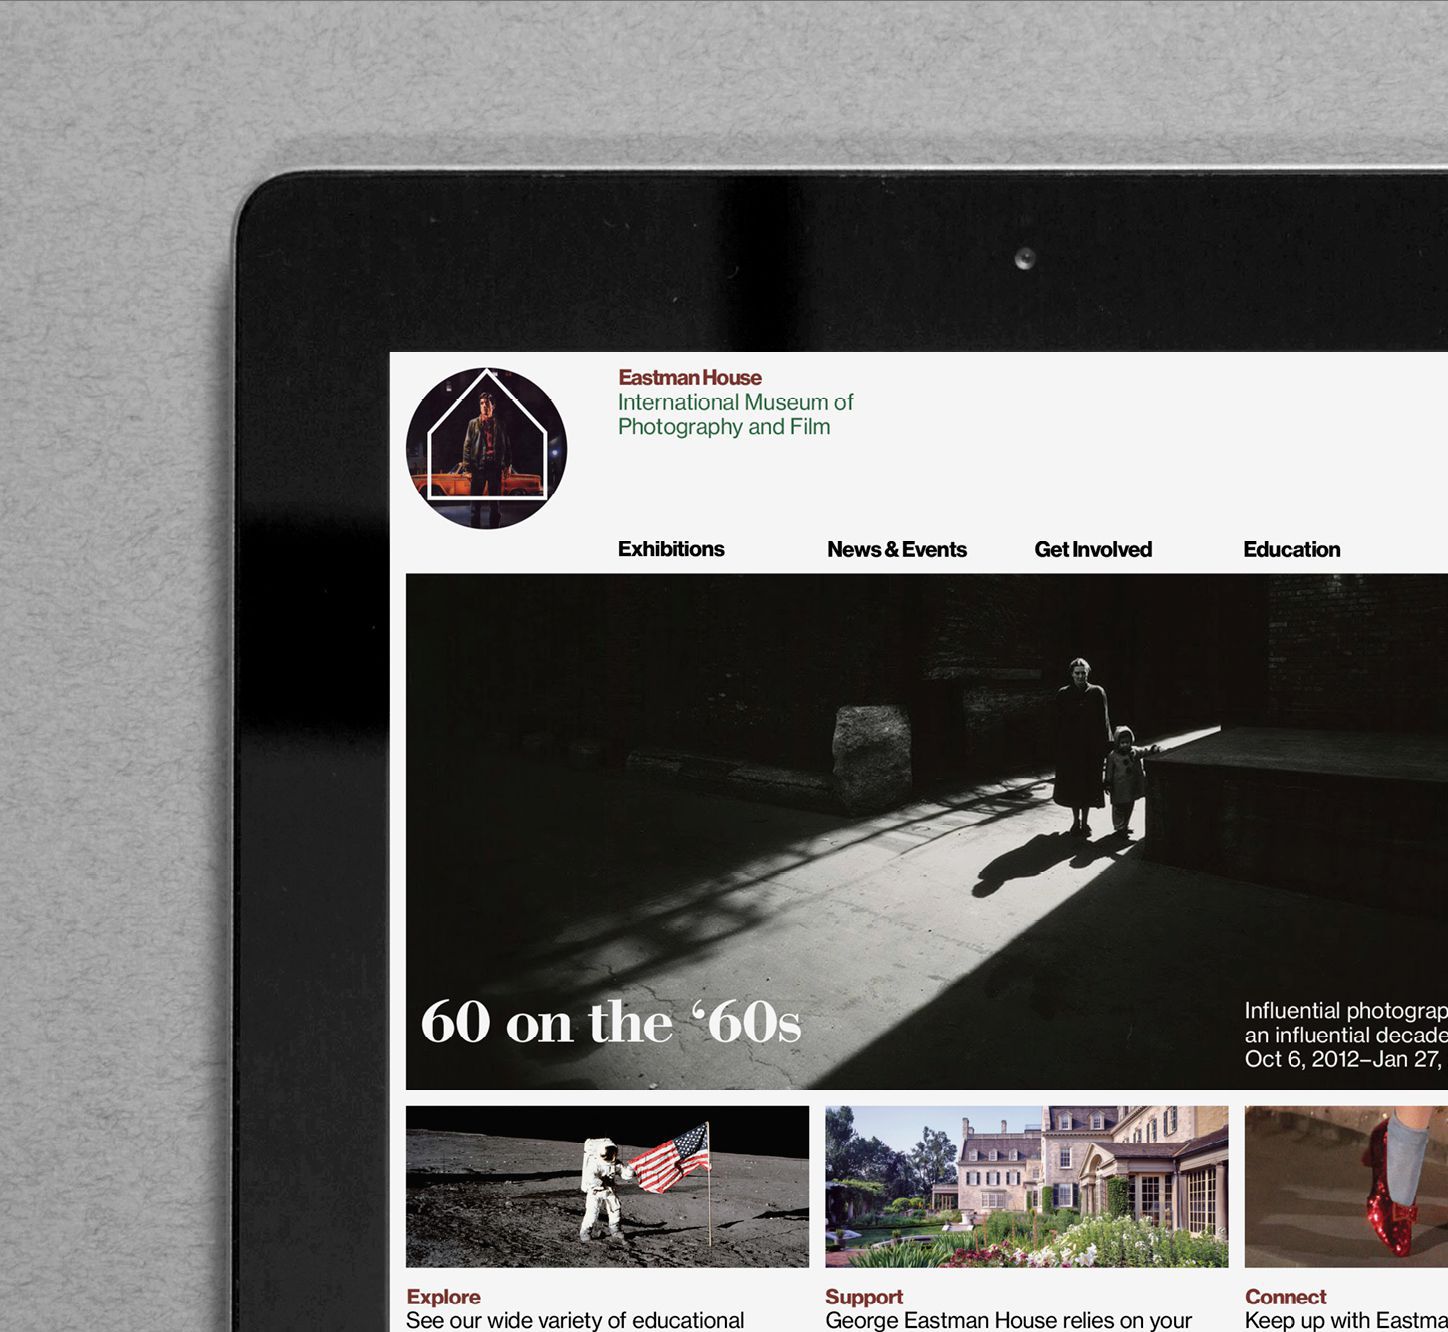 Eastman House
International Museum of
Photography and Film
Exhibitions
News & Events
Get Involved
Education
60 on the ‘60s
Influential photograp
an influential decade
Oct 6, 2012–Jan 27,
Explore
See our wide variety of educational
Support
George Eastman House relies on your
Connect
Keep up with Eastma